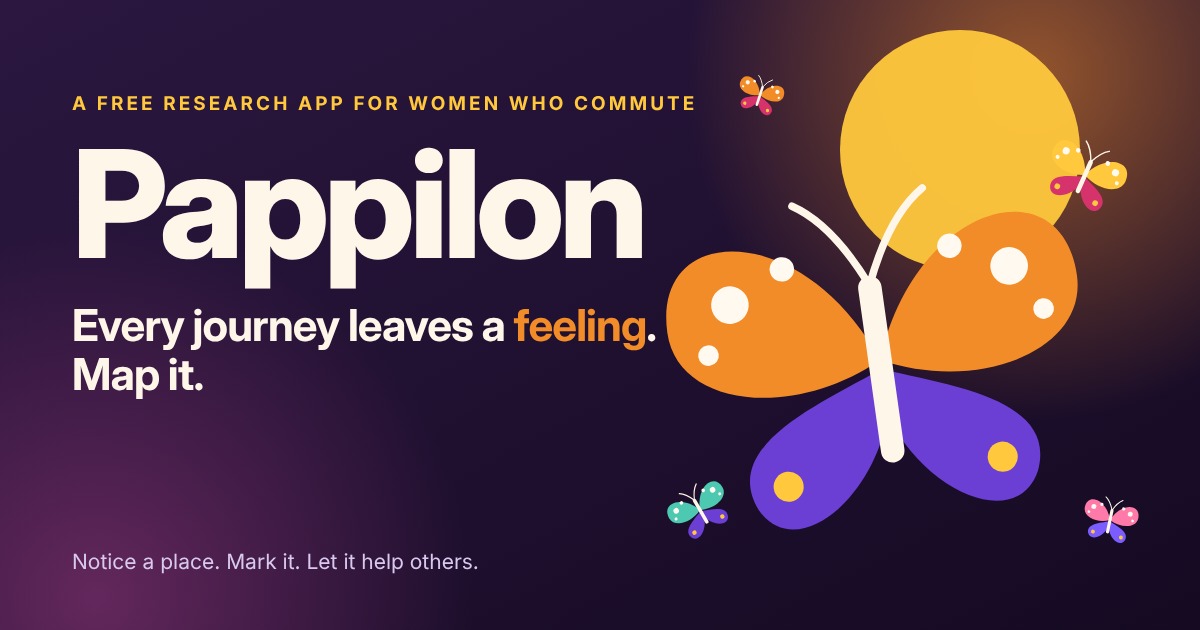 A FREE RESEARCH APP FOR WOMEN WHO COMMUTE
Pappilon
Every journey leaves a feeling.
Map it.
Notice a place. Mark it. Let it help others.